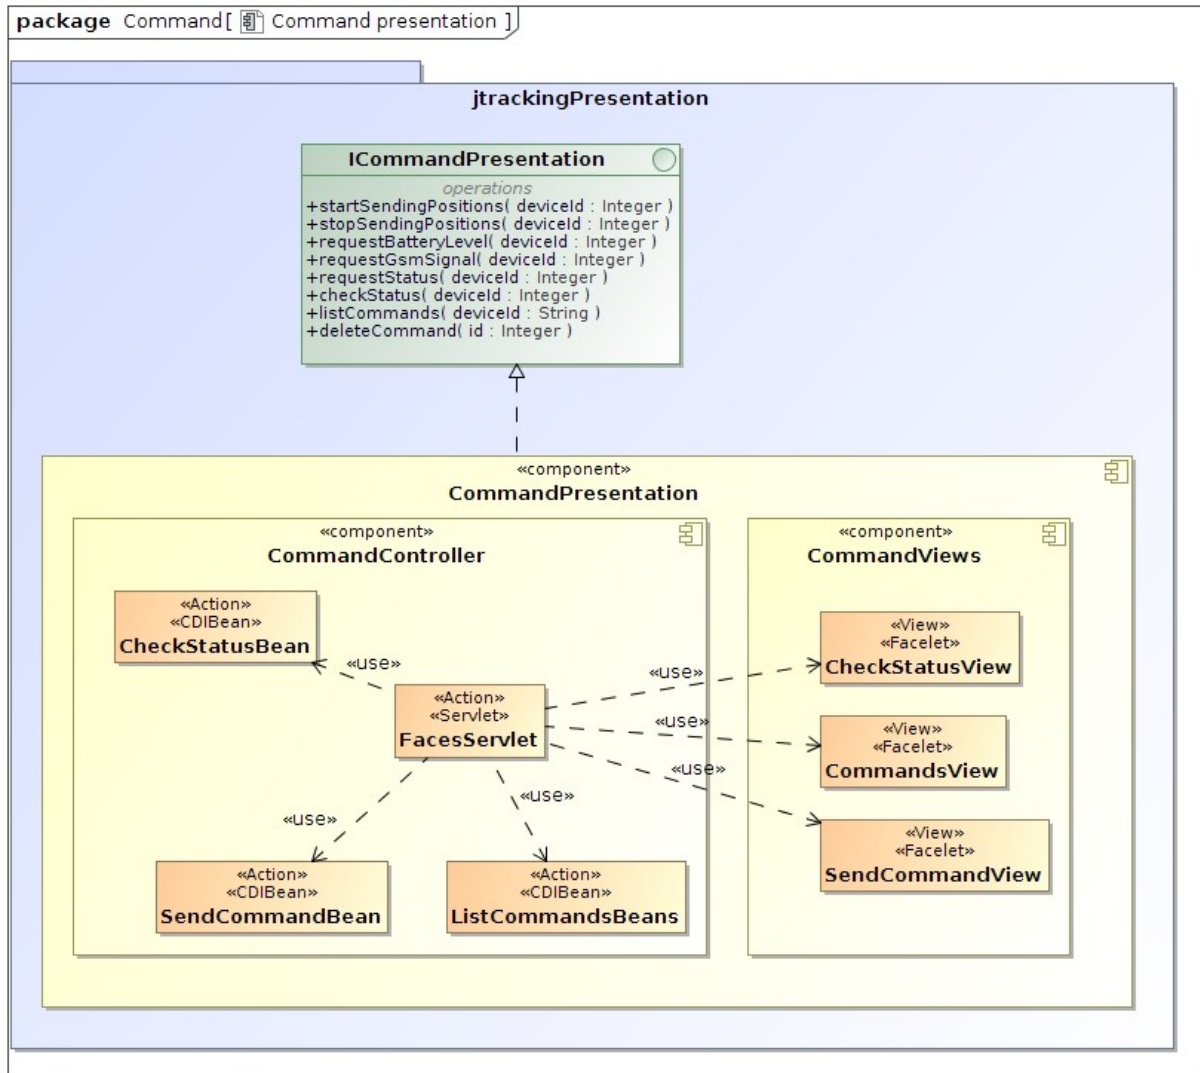 package Command[ Command presentation ]
jtrackingPresentation
ICommandPresentation
operations
+startSendingPositions( deviceId : Integer )
+stopSendingPositions( deviceId : Integer )
+requestBatteryLevel( deviceId : Integer )
+requestGsmSignal( deviceId : Integer )
+requestStatus( deviceId : Integer )
+checkStatus( deviceId : Integer )
+listCommands( deviceId : String )
+deleteCommand( id : Integer )
«component»
CommandPresentation
«component»
CommandController
«Action»
«CDIBean»
CheckStatusBean
«use»
«Action»
«Servlet»
FacesServlet
«use»
«use»
«Action»
«CDIBean»
SendCommandBean
«Action»
«CDIBean»
ListCommandsBeans
«use»
«use»
«use»
«component»
CommandViews
«View»
«Facelet»
CheckStatusView
«View»
«Facelet»
CommandsView
«View»
«Facelet»
SendCommandView